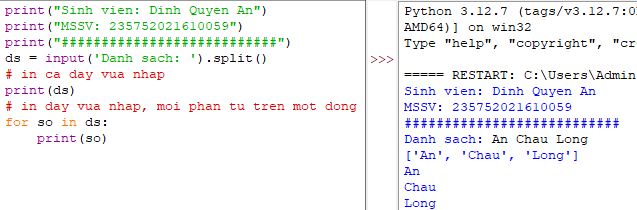 print("Sinh vien: Dinh Quyen An")
print("MSSV: 235752021610059")
print("###########################")
ds = input('Danh sach: ').split()
# in ca day vua nhap
print(ds)
# in day vua nhap, moi phan tu tren mot dong
for so in ds:
    print(so)
>>>
Python 3.12.7 (tags/v3.12.7:0
AMD64)] on win32
Type "help", "copyright", "cr
===== RESTART: C:\Users\Admin
Sinh vien: Dinh Quyen An
MSSV: 235752021610059
###########################
Danh sach: An Chau Long
['An', 'Chau', 'Long']
An
Chau
Long